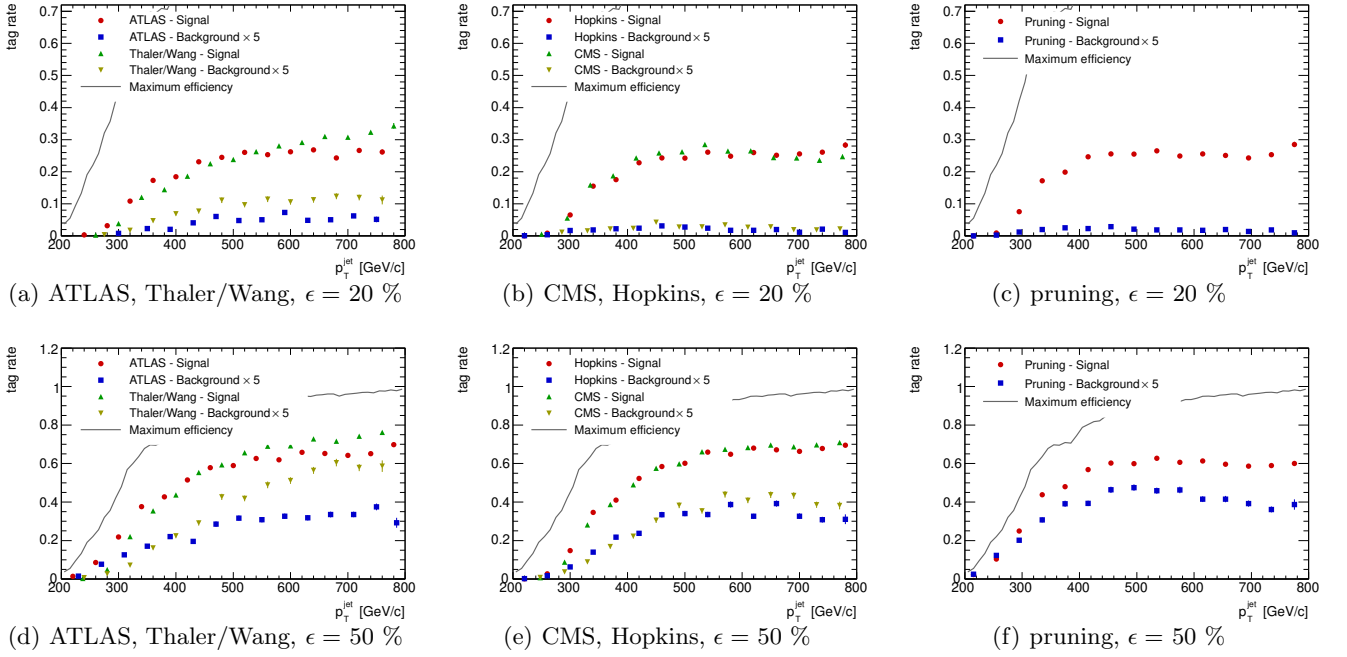 tag rate
0.7
0.6
0.5
0.4
0.3
0.2
0.1
0
ATLAS - Signal
ATLAS - Background × 5
Thaler/Wang - Signal
Thaler/Wang - Background× 5
Maximum efficiency
200 300 400 500 600 700 800
p_T^jet [GeV/c]
(a) ATLAS, Thaler/Wang, ϵ = 20 %
tag rate
0.7
0.6
0.5
0.4
0.3
0.2
0.1
0
Hopkins - Signal
Hopkins - Background× 5
CMS - Signal
CMS - Background× 5
Maximum efficiency
200 300 400 500 600 700 800
p_T^jet [GeV/c]
(b) CMS, Hopkins, ϵ = 20 %
tag rate
0.7
0.6
0.5
0.4
0.3
0.2
0.1
0
Pruning - Signal
Pruning - Background× 5
Maximum efficiency
200 300 400 500 600 700 800
p_T^jet [GeV/c]
(c) pruning, ϵ = 20 %
tag rate
1.2
1
0.8
0.6
0.4
0.2
0
ATLAS - Signal
ATLAS - Background × 5
Thaler/Wang - Signal
Thaler/Wang - Background× 5
Maximum efficiency
200 300 400 500 600 700 800
p_T^jet [GeV/c]
(d) ATLAS, Thaler/Wang, ϵ = 50 %
tag rate
1.2
1
0.8
0.6
0.4
0.2
0
Hopkins - Signal
Hopkins - Background× 5
CMS - Signal
CMS - Background× 5
Maximum efficiency
200 300 400 500 600 700 800
p_T^jet [GeV/c]
(e) CMS, Hopkins, ϵ = 50 %
tag rate
1.2
1
0.8
0.6
0.4
0.2
0
Pruning - Signal
Pruning - Background× 5
Maximum efficiency
200 300 400 500 600 700 800
p_T^jet [GeV/c]
(f) pruning, ϵ = 50 %